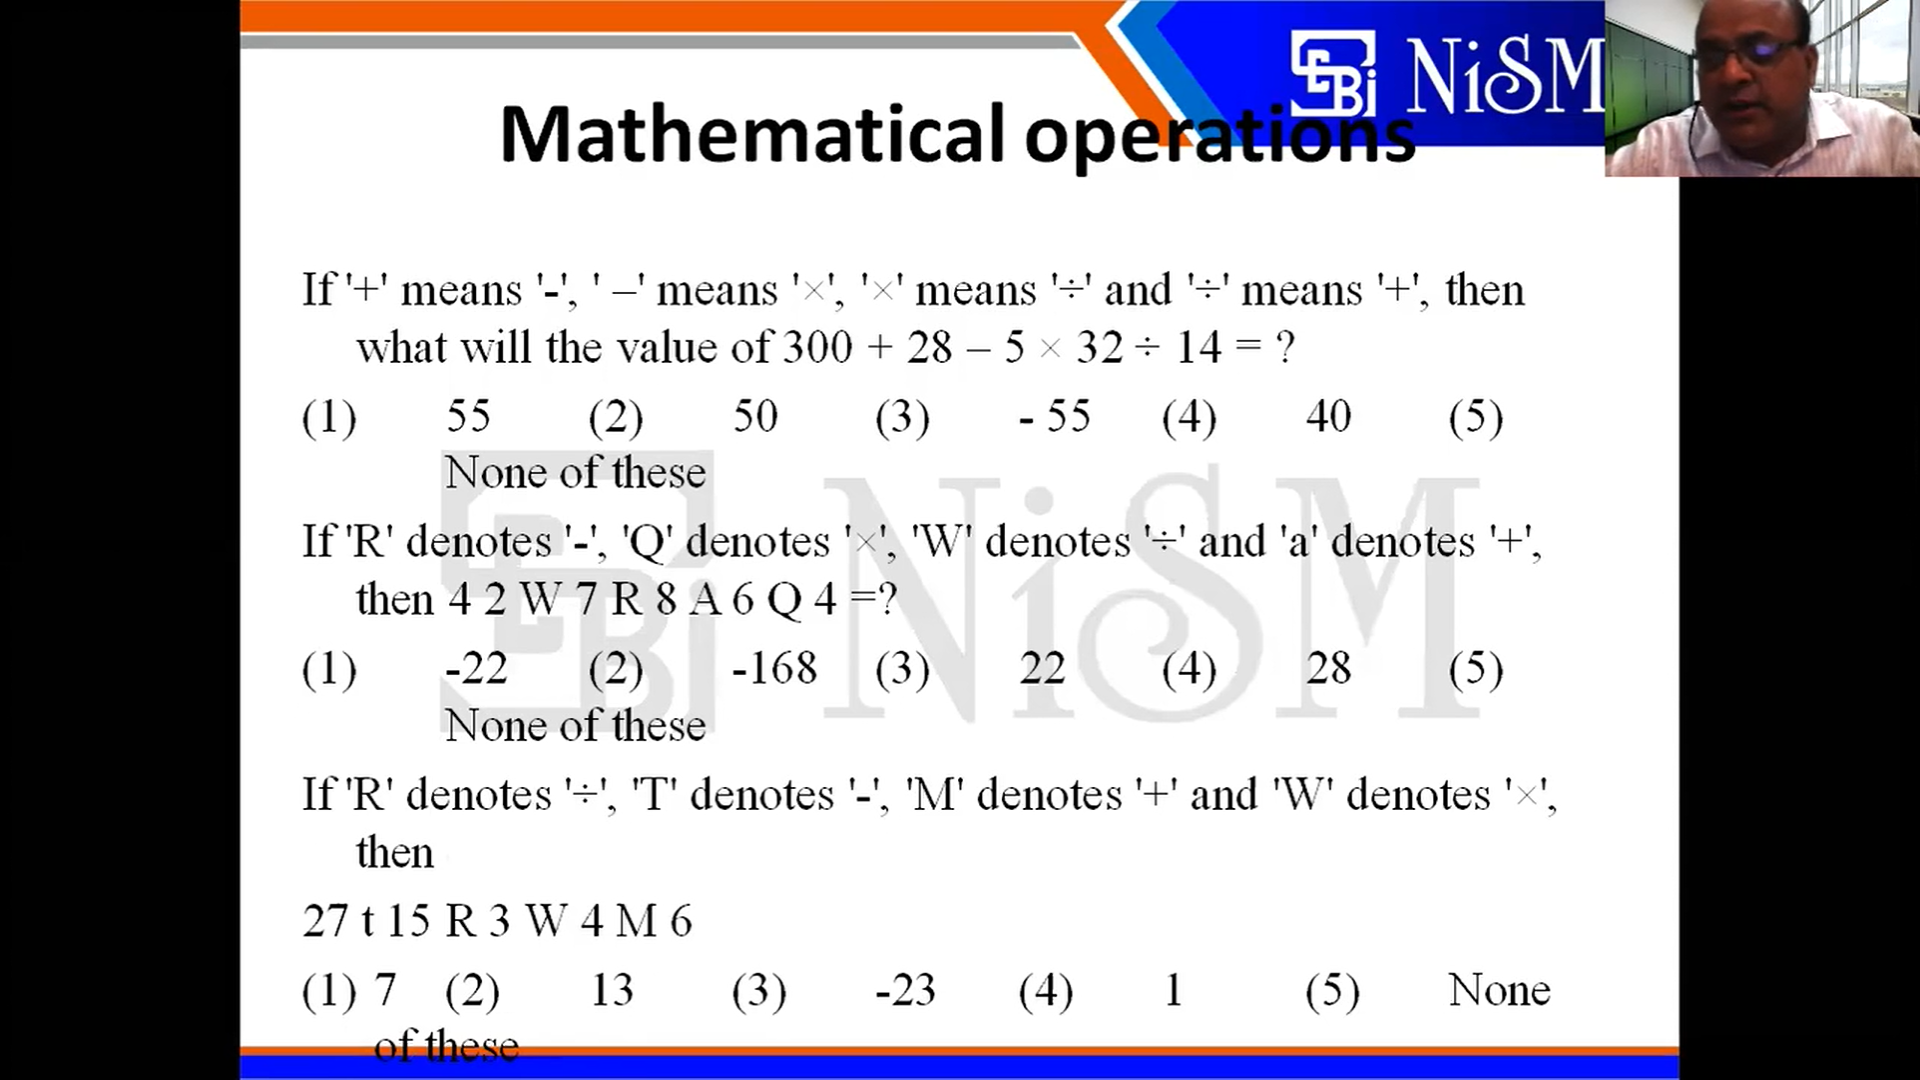 SEBI NiSM
Mathematical operations
If '+' means '-', ' –' means '×', '×' means '÷' and '÷' means '+', then
what will the value of 300 + 28 – 5 × 32 ÷ 14 = ?
(1) 55 (2) 50 (3) - 55 (4) 40 (5)
None of these
If 'R' denotes '-', 'Q' denotes '×', 'W' denotes '÷' and 'a' denotes '+',
then 4 2 W 7 R 8 A 6 Q 4 =?
(1) -22 (2) -168 (3) 22 (4) 28 (5)
None of these
If 'R' denotes '÷', 'T' denotes '-', 'M' denotes '+' and 'W' denotes '×',
then
27 t 15 R 3 W 4 M 6
(1) 7 (2) 13 (3) -23 (4) 1 (5) None
of these
SEBI NiSM